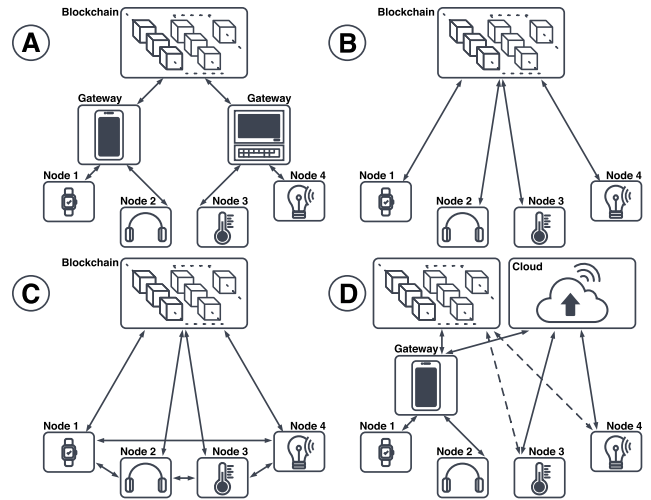 A
Blockchain
Gateway
Gateway
Node 1
Node 2
Node 3
Node 4
B
Blockchain
Node 1
Node 2
Node 3
Node 4
C
Blockchain
Node 1
Node 2
Node 3
Node 4
D
Cloud
Gateway
Node 1
Node 2
Node 3
Node 4